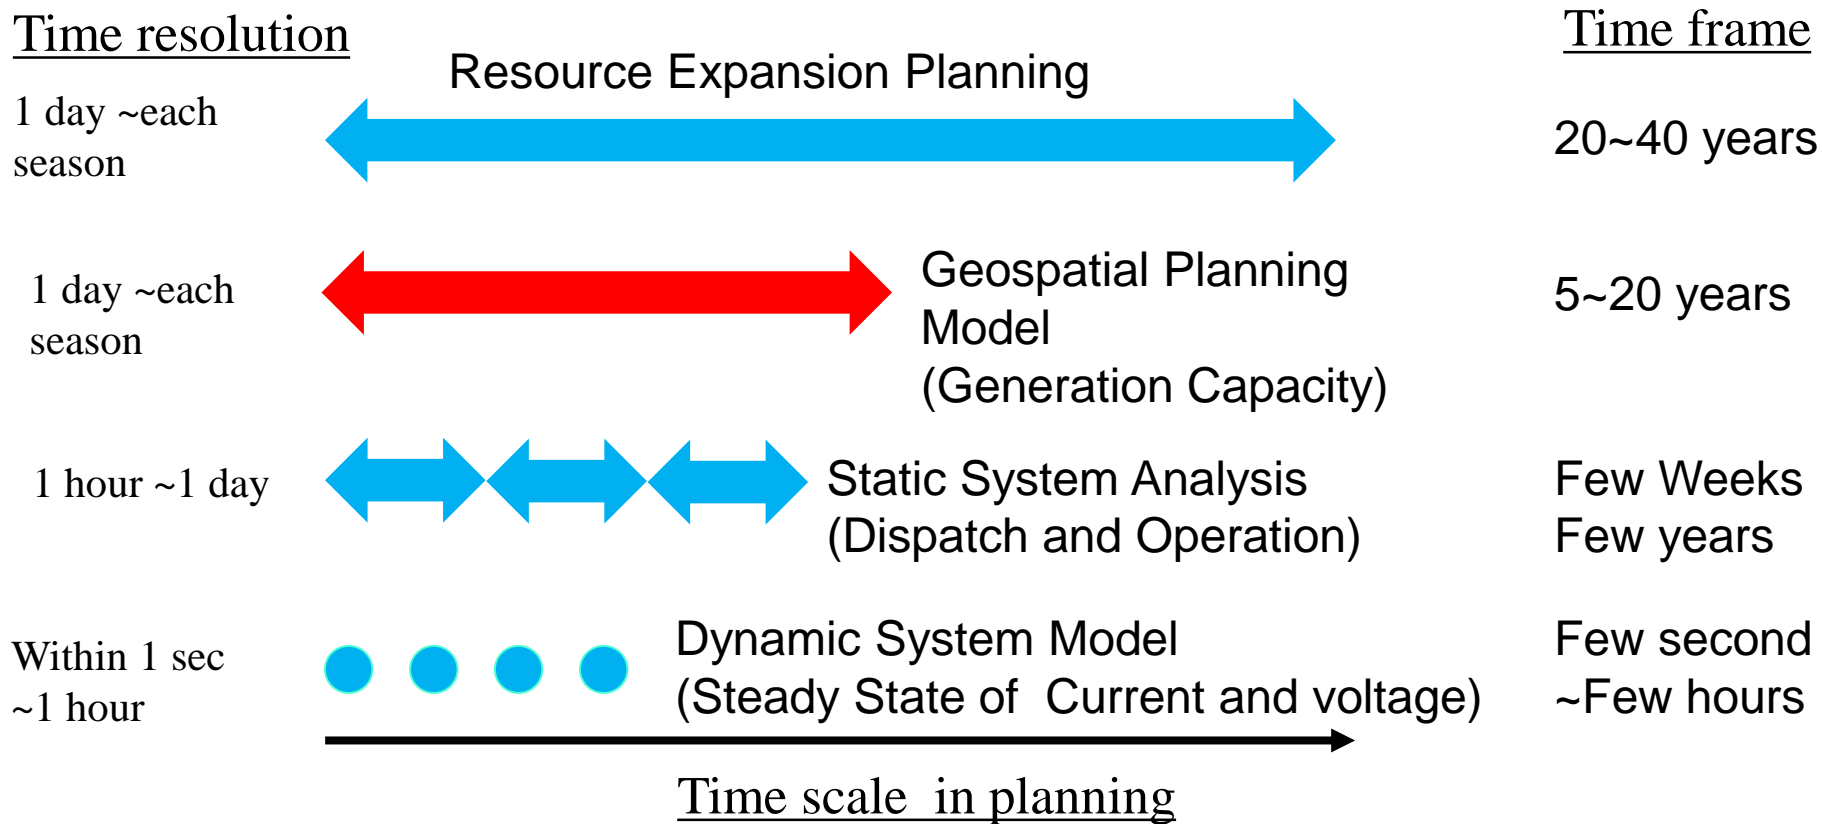 Time resolution
Time frame
Resource Expansion Planning
1 day ~each
season
20~40 years
1 day ~each
season
Geospatial Planning
Model
(Generation Capacity)
5~20 years
1 hour ~1 day
Static System Analysis
(Dispatch and Operation)
Few Weeks
Few years
Within 1 sec
~1 hour
Dynamic System Model
(Steady State of  Current and voltage)
Few second
~Few hours
Time scale  in planning